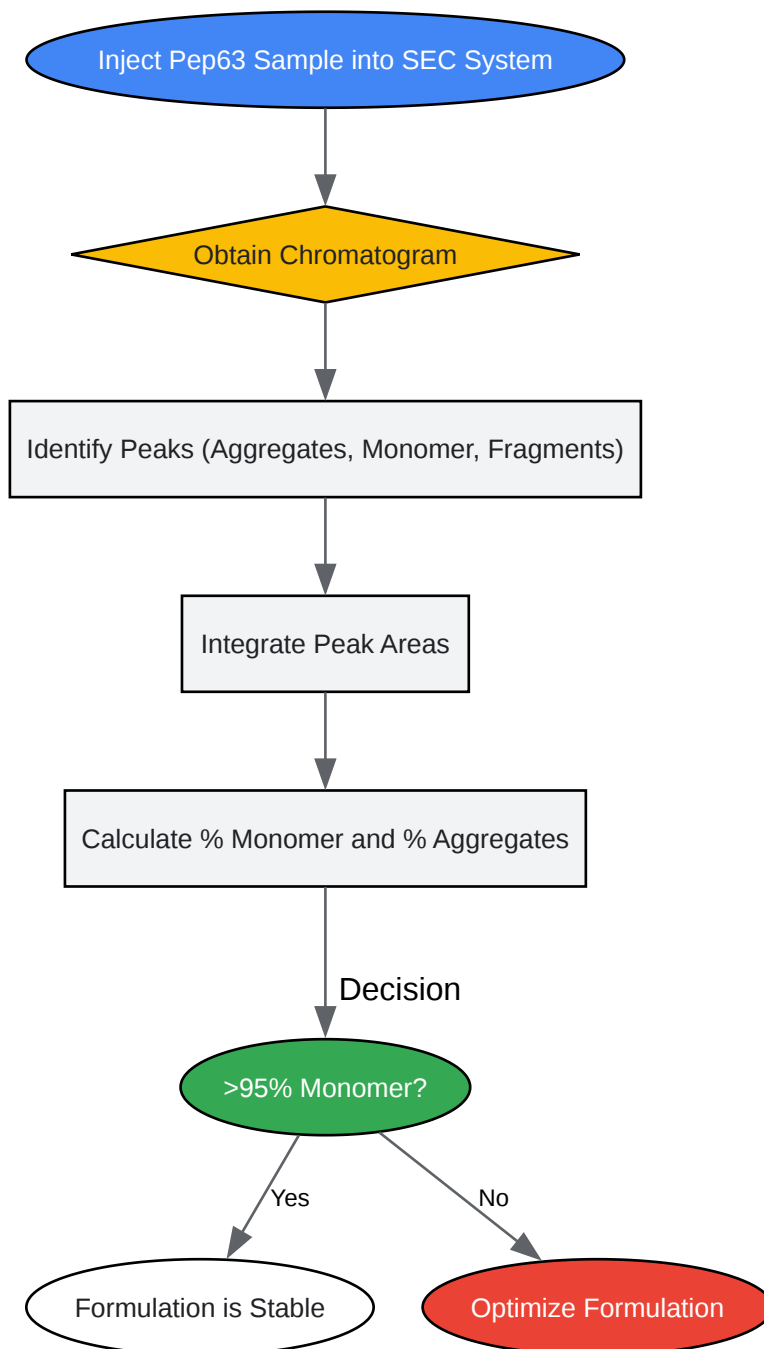 Inject Pep63 Sample into SEC System
Obtain Chromatogram
Identify Peaks (Aggregates, Monomer, Fragments)
Integrate Peak Areas
Calculate % Monomer and % Aggregates
Decision
>95% Monomer?
Yes
No
Formulation is Stable
Optimize Formulation